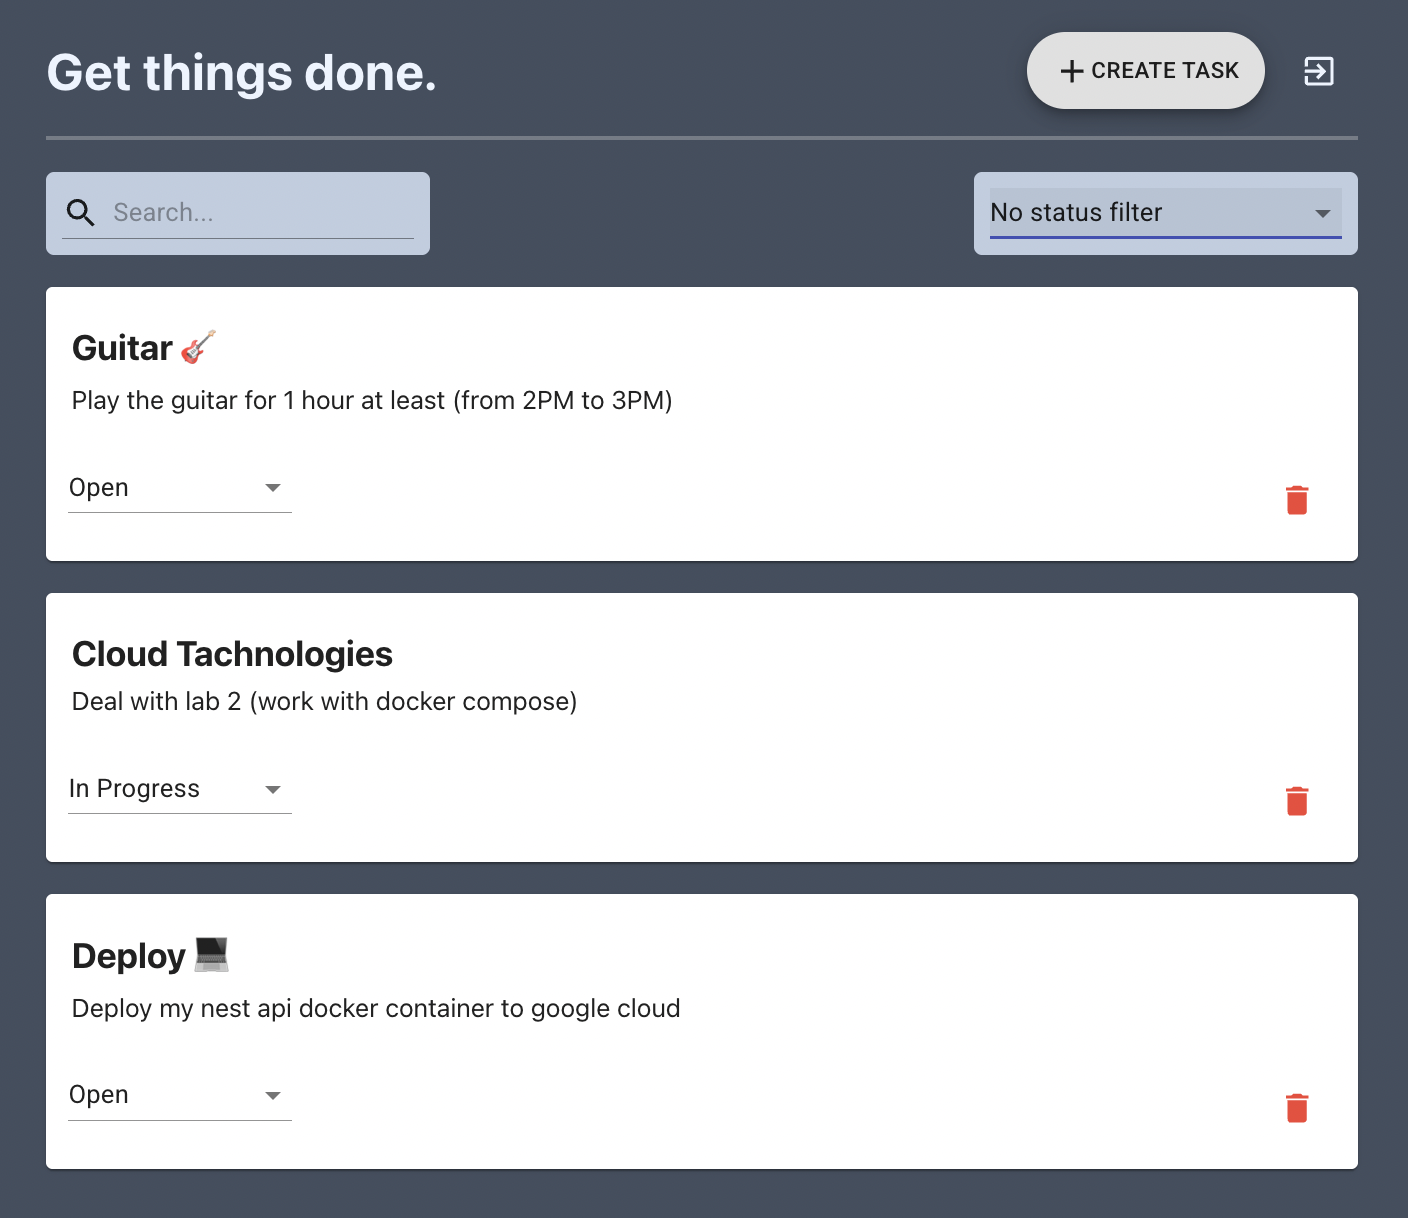 Get things done.
CREATE TASK
Search...
No status filter
Guitar 🎸
Play the guitar for 1 hour at least (from 2PM to 3PM)
Open
Cloud Tachnologies
Deal with lab 2 (work with docker compose)
In Progress
Deploy 💻
Deploy my nest api docker container to google cloud
Open